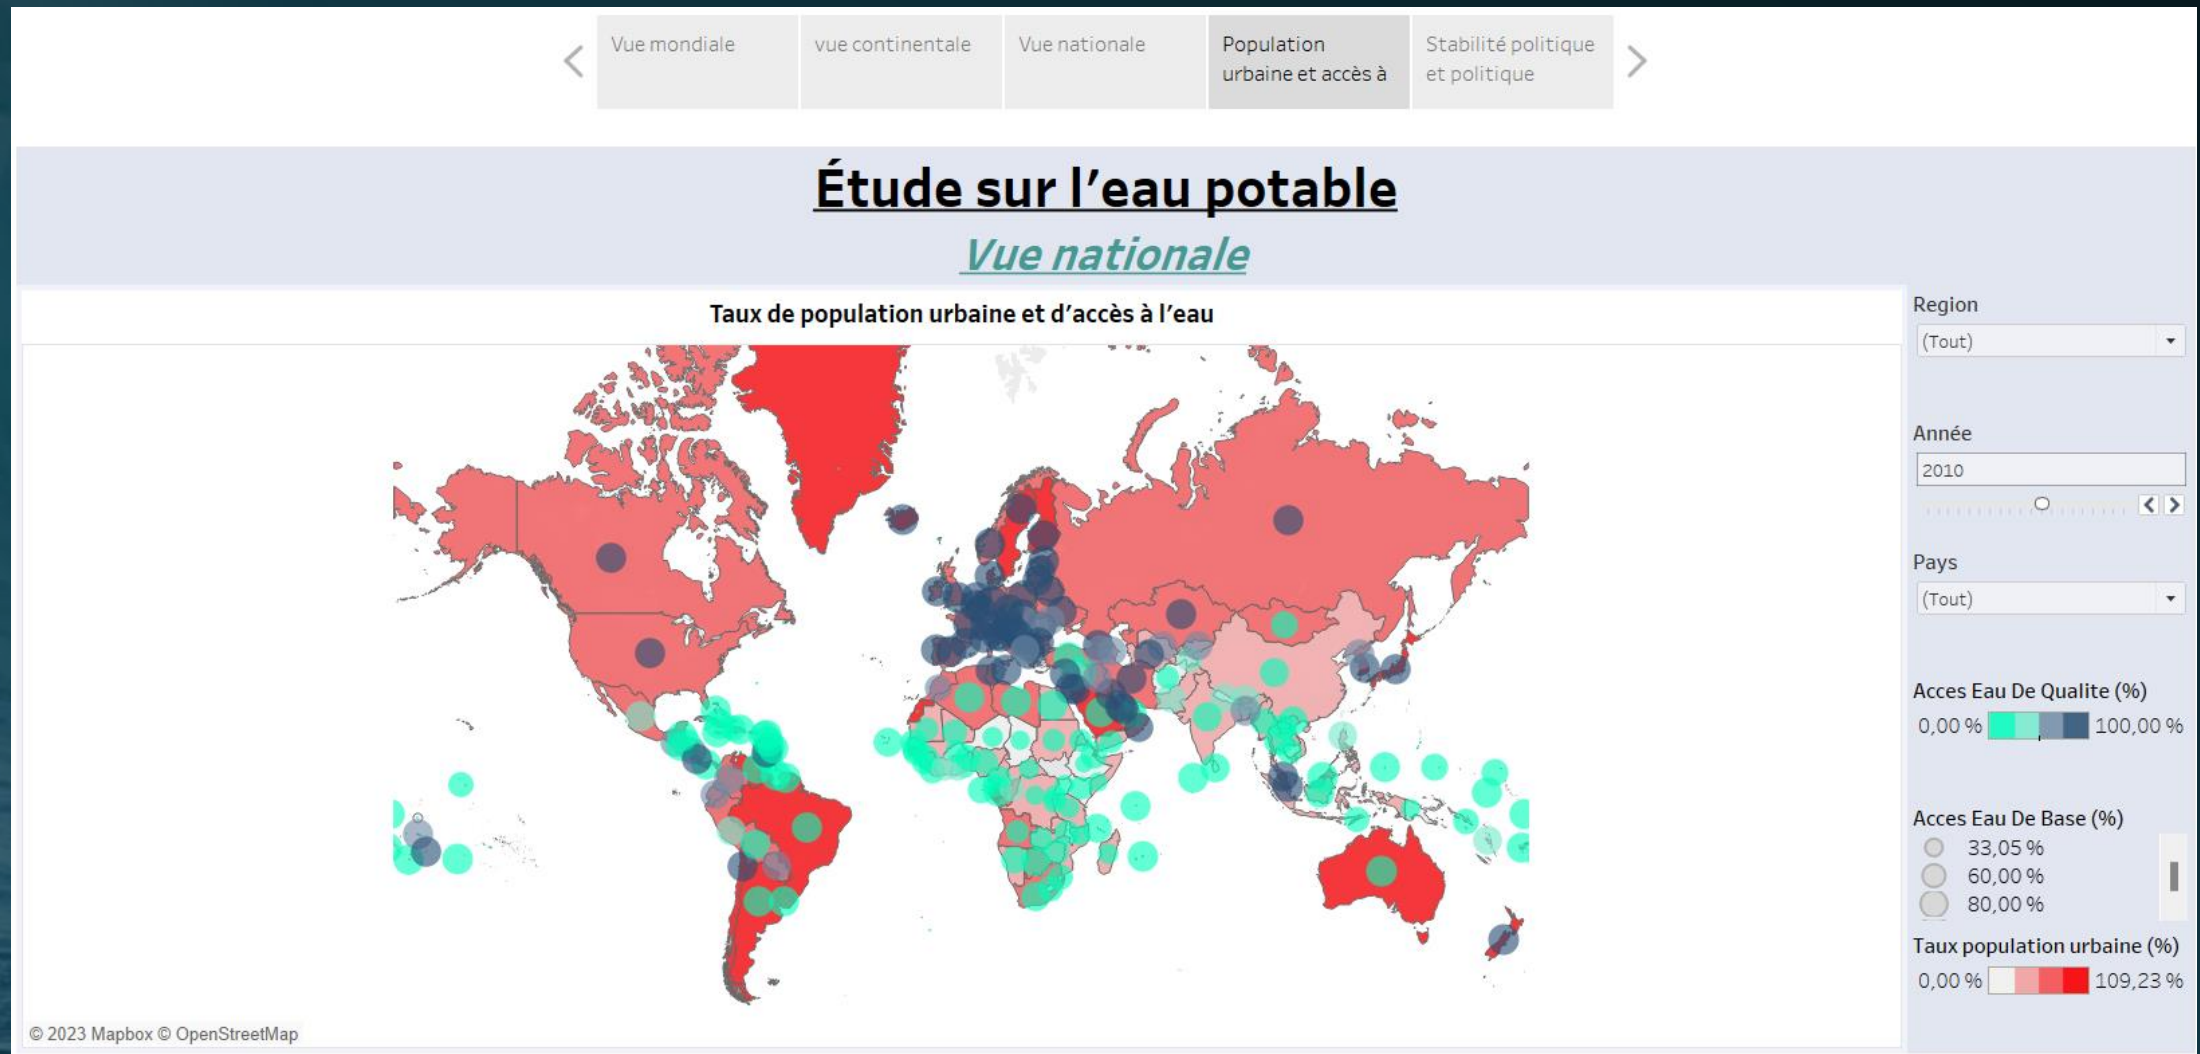 Vue mondiale
vue continentale
Vue nationale
Population
urbaine et accès à
Stabilité politique
et politique
Étude sur l'eau potable
Vue nationale
Taux de population urbaine et d'accès à l'eau
Region
(Tout)
Année
2010
Pays
(Tout)
Acces Eau De Qualite (%)
0,00 % 100,00 %
Acces Eau De Base (%)
33,05 %
60,00 %
80,00 %
Taux population urbaine (%)
0,00 % 109,23 %
© 2023 Mapbox © OpenStreetMap